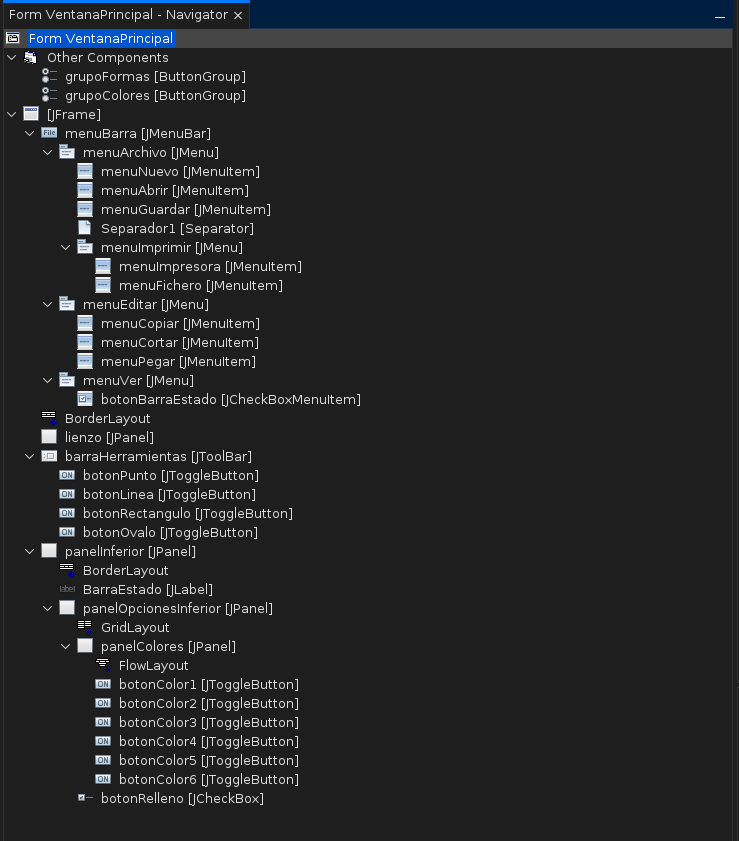 Form VentanaPrincipal - Navigator ×
Form VentanaPrincipal
Other Components
grupoFormas [ButtonGroup]
grupoColores [ButtonGroup]
[JFrame]
File menuBarra [JMenuBar]
menuArchivo [JMenu]
menuNuevo [JMenuItem]
menuAbrir [JMenuItem]
menuGuardar [JMenuItem]
Separador1 [Separator]
menuImprimir [JMenu]
menuImpresora [JMenuItem]
menuFichero [JMenuItem]
menuEditar [JMenu]
menuCopiar [JMenuItem]
menuCortar [JMenuItem]
menuPegar [JMenuItem]
menuVer [JMenu]
botonBarraEstado [JCheckBoxMenuItem]
BorderLayout
lienzo [JPanel]
barraHerramientas [JToolBar]
ON botonPunto [JToggleButton]
ON botonLinea [JToggleButton]
ON botonRectangulo [JToggleButton]
ON botonOvalo [JToggleButton]
panelInferior [JPanel]
BorderLayout
label BarraEstado [JLabel]
panelOpcionesInferior [JPanel]
GridLayout
panelColores [JPanel]
FlowLayout
ON botonColor1 [JToggleButton]
ON botonColor2 [JToggleButton]
ON botonColor3 [JToggleButton]
ON botonColor4 [JToggleButton]
ON botonColor5 [JToggleButton]
ON botonColor6 [JToggleButton]
botonRelleno [JCheckBox]